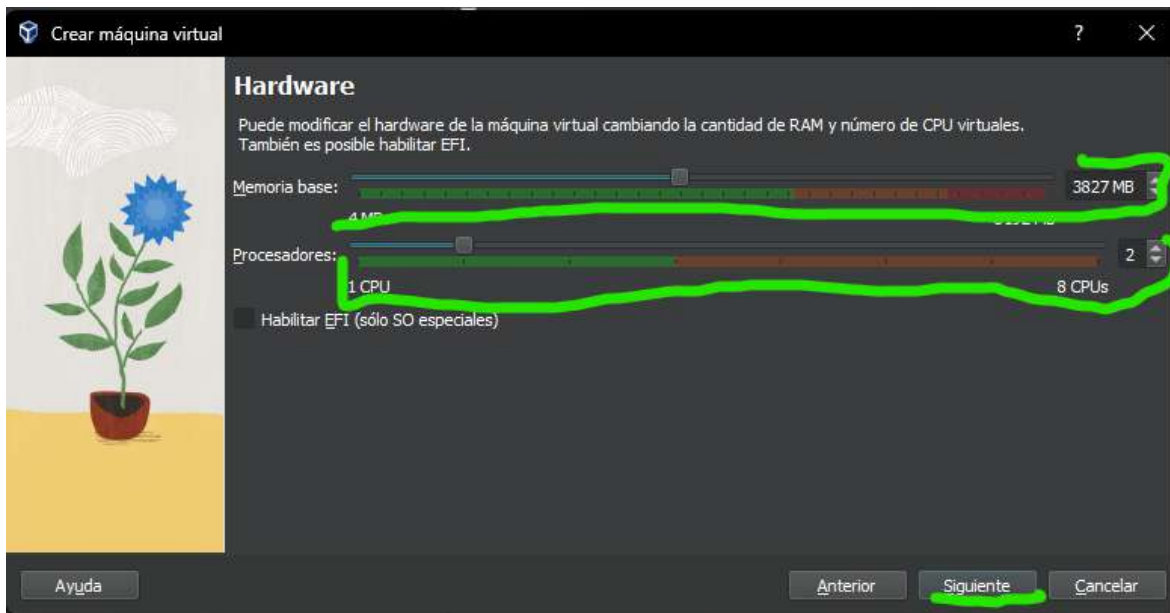 Crear máquina virtual
?
Hardware
Puede modificar el hardware de la máquina virtual cambiando la cantidad de RAM y número de CPU virtuales.
También es posible habilitar EFI.
Memoria base:
3827 MB
4 MB
Procesadores:
2
1 CPU
8 CPUs
Habilitar EFI (sólo SO especiales)
Ayuda
Anterior
Siguiente
Cancelar